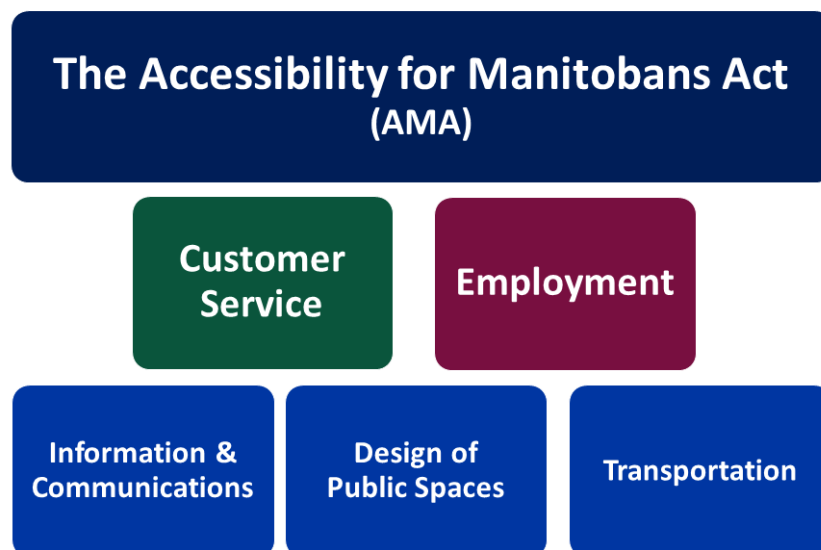 The Accessibility for Manitobans Act
(AMA)
Customer
Service
Employment
Information &
Communications
Design of
Public Spaces
Transportation